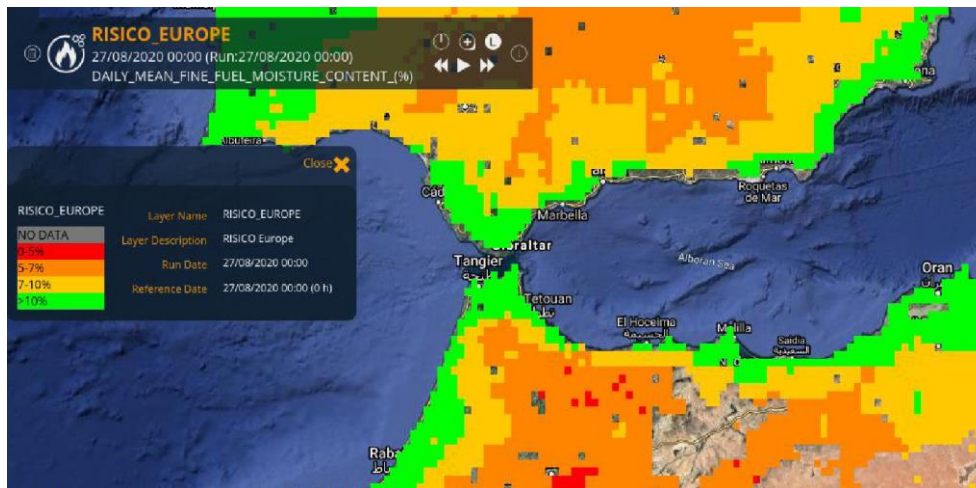 RISICO_EUROPE
27/08/2020 00:00 (Run:27/08/2020 00:00)
DAILY_MEAN_FINE_FUEL_MOISTURE_CONTENT_(%)
L
Close
RISICO_EUROPE
NO DATA
0-5%
5-7%
7-10%
>10%
Layer Name RISICO_EUROPE
Layer Description RISICO Europe
Run Date 27/08/2020 00:00
Reference Date 27/08/2020 00:00 (0 h)
Marbella
Roquetas
de Mar
Alboran Sea
Tangier
طنجة
Tetouan
El Hoceima
الحسيمة
Saidia
السعيدية
Oran